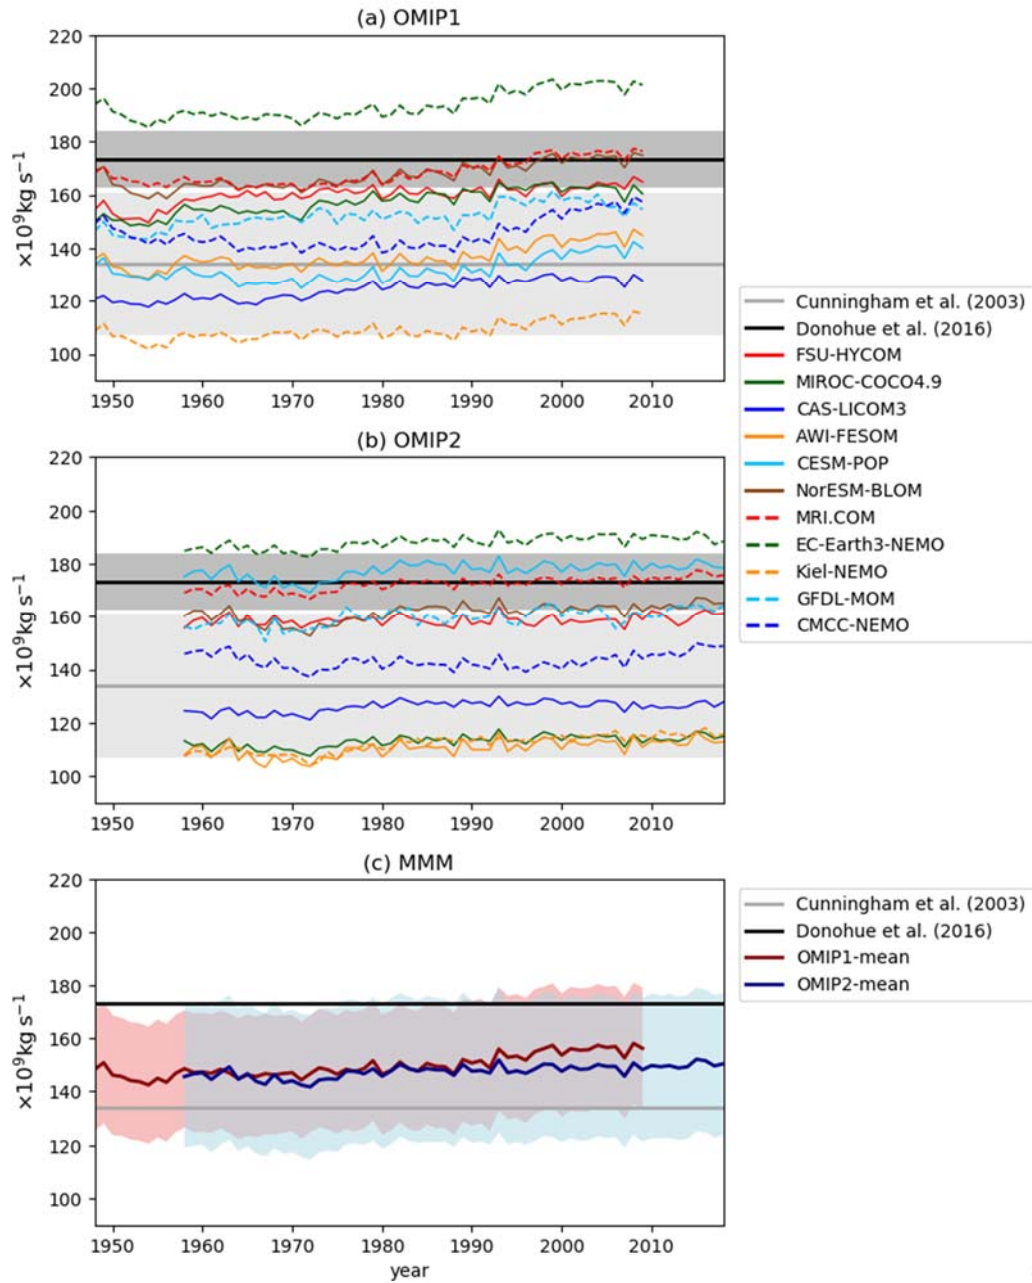 (a) OMIP1
220
200
180
160
140
120
100
×10⁹kg s⁻¹
1950 1960 1970 1980 1990 2000 2010
Cunningham et al. (2003)
Donohue et al. (2016)
FSU-HYCOM
MIROC-COCO4.9
CAS-LICOM3
AWI-FESOM
CESM-POP
NorESM-BLOM
MRI.COM
EC-Earth3-NEMO
Kiel-NEMO
GFDL-MOM
CMCC-NEMO
(b) OMIP2
220
200
180
160
140
120
100
×10⁹kg s⁻¹
1950 1960 1970 1980 1990 2000 2010
(c) MMM
220
200
180
160
140
120
100
×10⁹kg s⁻¹
1950 1960 1970 1980 1990 2000 2010
year
Cunningham et al. (2003)
Donohue et al. (2016)
OMIP1-mean
OMIP2-mean